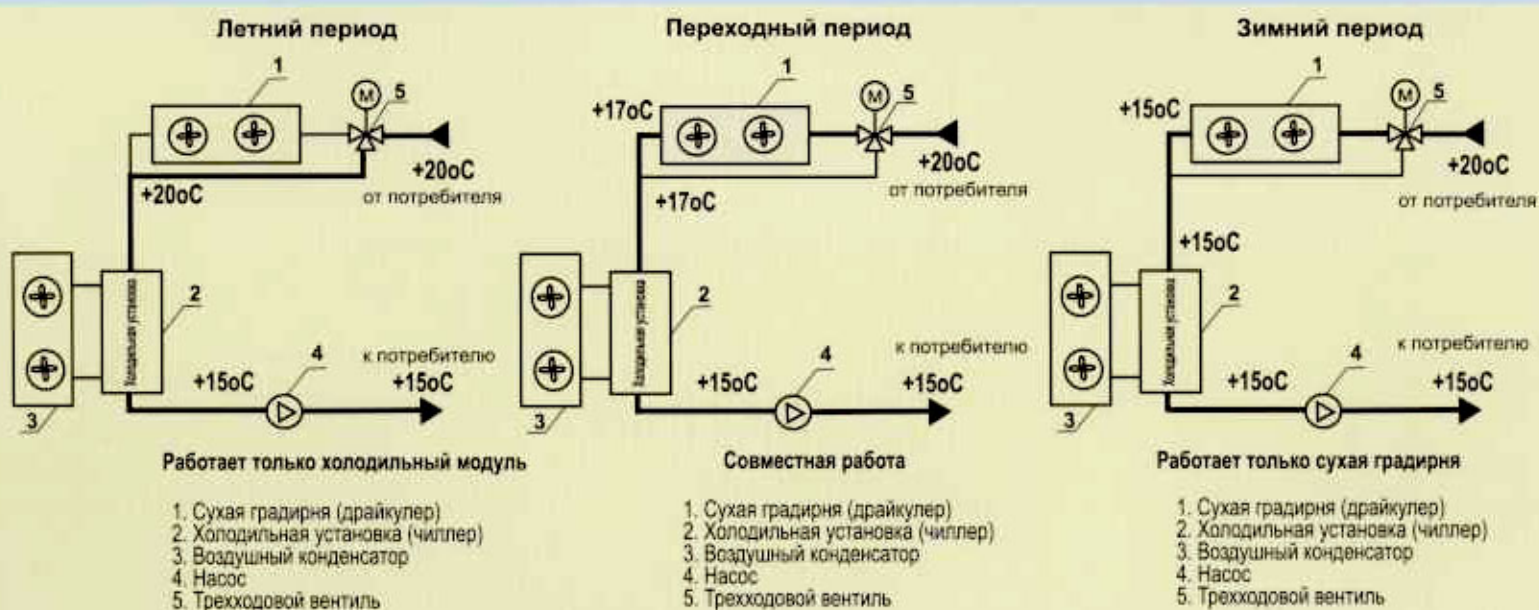 Летний период
1
М
5
+20оС
от потребителя
+20оС
Холодильная установка
2
3
4
к потребителю
+15оС
+15оС
Работает только холодильный модуль
1. Сухая градирня (драйкулер)
2. Холодильная установка (чиллер)
3. Воздушный конденсатор
4. Насос
5. Трехходовой вентиль
Переходный период
1
+17оС
М
5
+20оС
от потребителя
+17оС
Холодильная установка
2
3
4
к потребителю
+15оС
+15оС
Совместная работа
1. Сухая градирня (драйкулер)
2. Холодильная установка (чиллер)
3. Воздушный конденсатор
4. Насос
5. Трехходовой вентиль
Зимний период
1
+15оС
М
5
+20оС
от потребителя
+15оС
Холодильная установка
2
3
4
к потребителю
+15оС
+15оС
Работает только сухая градирня
1. Сухая градирня (драйкулер)
2. Холодильная установка (чиллер)
3. Воздушный конденсатор
4. Насос
5. Трехходовой вентиль